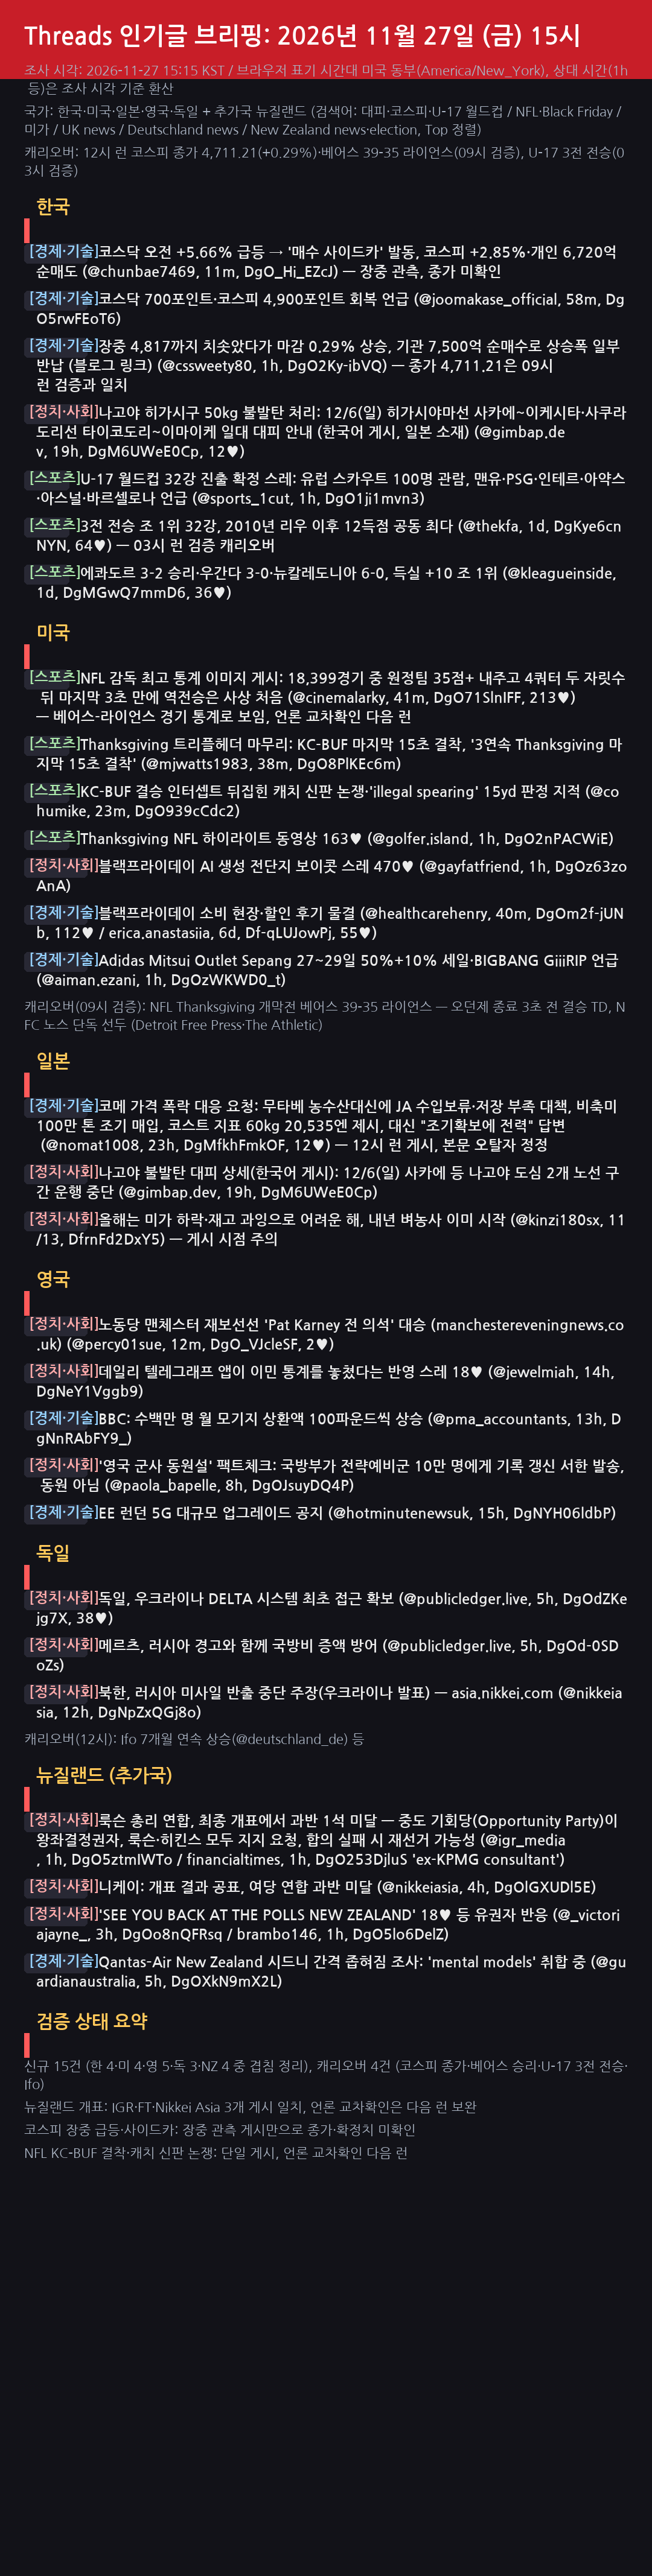 Threads 인기글 브리핑: 2026년 11월 27일 (금) 15시
조사 시각: 2026-11-27 15:15 KST / 브라우저 표기 시간대 미국 동부(America/New_York), 상대 시간(1h
등)은 조사 시각 기준 환산
국가: 한국·미국·일본·영국·독일 + 추가국 뉴질랜드 (검색어: 대피·코스피·U-17 월드컵 / NFL·Black Friday /
미가 / UK news / Deutschland news / New Zealand news·election, Top 정렬)
캐리오버: 12시 런 코스피 종가 4,711.21(+0.29%)·베어스 39-35 라이언스(09시 검증), U-17 3전 전승(0
3시 검증)
한국
[경제·기술]코스닥 오전 +5.66% 급등 → '매수 사이드카' 발동, 코스피 +2.85%·개인 6,720억
순매도 (@chunbae7469, 11m, DgO_Hj_EZcJ) — 장중 관측, 종가 미확인
[경제·기술]코스닥 700포인트·코스피 4,900포인트 회복 언급 (@joomakase_official, 58m, Dg
O5rwFEoT6)
[경제·기술]장중 4,817까지 치솟았다가 마감 0.29% 상승, 기관 7,500억 순매수로 상승폭 일부
반납 (블로그 링크) (@cssweety80, 1h, DgO2Ky-ibVQ) — 종가 4,711.21은 09시
런 검증과 일치
[정치·사회]나고야 히가시구 50kg 불발탄 처리: 12/6(일) 히가시야마선 사카에~이케시타·사쿠라
도리선 타이코도리~이마이케 일대 대피 안내 (한국어 게시, 일본 소재) (@gimbap.de
v, 19h, DgM6UWeE0Cp, 12♥)
[스포츠]U-17 월드컵 32강 진출 확정 스레: 유럽 스카우트 100명 관람, 맨유·PSG·인테르·아약스
·아스널·바르셀로나 언급 (@sports_1cut, 1h, DgO1ji1mvn3)
[스포츠]3전 전승 조 1위 32강, 2010년 리우 이후 12득점 공동 최다 (@thekfa, 1d, DgKye6cn
NYN, 64♥) — 03시 런 검증 캐리오버
[스포츠]에콰도르 3-2 승리·우간다 3-0·뉴칼레도니아 6-0, 득실 +10 조 1위 (@kleagueinside,
1d, DgMGwQ7mmD6, 36♥)
미국
[스포츠]NFL 감독 최고 통계 이미지 게시: 18,399경기 중 원정팀 35점+ 내주고 4쿼터 두 자릿수
뒤 마지막 3초 만에 역전승은 사상 처음 (@cinemalarky, 41m, DgO71SlnIFF, 213♥)
— 베어스-라이언스 경기 통계로 보임, 언론 교차확인 다음 런
[스포츠]Thanksgiving 트리플헤더 마무리: KC-BUF 마지막 15초 결착, '3연속 Thanksgiving 마
지막 15초 결착' (@mjwatts1983, 38m, DgO8PlKEc6m)
[스포츠]KC-BUF 결승 인터셉트 뒤집힌 캐치 신판 논쟁·'illegal spearing' 15yd 판정 지적 (@co
humike, 23m, DgO939cCdc2)
[스포츠]Thanksgiving NFL 하이라이트 동영상 163♥ (@golfer.island, 1h, DgO2nPACWiE)
[정치·사회]블랙프라이데이 AI 생성 전단지 보이콧 스레 470♥ (@gayfatfriend, 1h, DgOz63zo
AnA)
[경제·기술]블랙프라이데이 소비 현장·할인 후기 물결 (@healthcarehenry, 40m, DgOm2f-jUN
b, 112♥ / erica.anastasiia, 6d, Df-qLUJowPj, 55♥)
[경제·기술]Adidas Mitsui Outlet Sepang 27~29일 50%+10% 세일·BIGBANG GiiiRIP 언급
(@aiman.ezani, 1h, DgOzWKWD0_t)
캐리오버(09시 검증): NFL Thanksgiving 개막전 베어스 39-35 라이언스 — 오던제 종료 3초 전 결승 TD, N
FC 노스 단독 선두 (Detroit Free Press·The Athletic)
일본
[경제·기술]코메 가격 폭락 대응 요청: 무타베 농수산대신에 JA 수입보류·저장 부족 대책, 비축미
100만 톤 조기 매입, 코스트 지표 60kg 20,535엔 제시, 대신 "조기확보에 전력" 답변
(@nomat1008, 23h, DgMfkhFmkOF, 12♥) — 12시 런 게시, 본문 오탈자 정정
[정치·사회]나고야 불발탄 대피 상세(한국어 게시): 12/6(일) 사카에 등 나고야 도심 2개 노선 구
간 운행 중단 (@gimbap.dev, 19h, DgM6UWeE0Cp)
[정치·사회]올해는 미가 하락·재고 과잉으로 어려운 해, 내년 벼농사 이미 시작 (@kinzi180sx, 11
/13, DfrnFd2DxY5) — 게시 시점 주의
영국
[정치·사회]노동당 맨체스터 재보선선 'Pat Karney 전 의석' 대승 (manchestereveningnews.co
.uk) (@percy01sue, 12m, DgO_VJcleSF, 2♥)
[정치·사회]데일리 텔레그래프 앱이 이민 통계를 놓쳤다는 반영 스레 18♥ (@jewelmiah, 14h,
DgNeY1Vggb9)
[경제·기술]BBC: 수백만 명 월 모기지 상환액 100파운드씩 상승 (@pma_accountants, 13h, D
gNnRAbFY9_)
[정치·사회]'영국 군사 동원설' 팩트체크: 국방부가 전략예비군 10만 명에게 기록 갱신 서한 발송,
동원 아님 (@paola_bapelle, 8h, DgOJsuyDQ4P)
[경제·기술]EE 런던 5G 대규모 업그레이드 공지 (@hotminutenewsuk, 15h, DgNYH06ldbP)
독일
[정치·사회]독일, 우크라이나 DELTA 시스템 최초 접근 확보 (@publicledger.live, 5h, DgOdZKe
jg7X, 38♥)
[정치·사회]메르츠, 러시아 경고와 함께 국방비 증액 방어 (@publicledger.live, 5h, DgOd-0SD
oZs)
[정치·사회]북한, 러시아 미사일 반출 중단 주장(우크라이나 발표) — asia.nikkei.com (@nikkeia
sia, 12h, DgNpZxQGj8o)
캐리오버(12시): Ifo 7개월 연속 상승(@deutschland_de) 등
뉴질랜드 (추가국)
[정치·사회]룩슨 총리 연합, 최종 개표에서 과반 1석 미달 — 중도 기회당(Opportunity Party)이
왕좌결정권자, 룩슨·히킨스 모두 지지 요청, 합의 실패 시 재선거 가능성 (@igr_media
, 1h, DgO5ztmlWTo / financialtimes, 1h, DgO253DjluS 'ex-KPMG consultant')
[정치·사회]니케이: 개표 결과 공표, 여당 연합 과반 미달 (@nikkeiasia, 4h, DgOlGXUDl5E)
[정치·사회]'SEE YOU BACK AT THE POLLS NEW ZEALAND' 18♥ 등 유권자 반응 (@_victori
ajayne_, 3h, DgOo8nQFRsq / brambo146, 1h, DgO5lo6DelZ)
[경제·기술]Qantas-Air New Zealand 시드니 간격 좁혀짐 조사: 'mental models' 취합 중 (@gu
ardianaustralia, 5h, DgOXkN9mX2L)
검증 상태 요약
신규 15건 (한 4·미 4·영 5·독 3·NZ 4 중 겹침 정리), 캐리오버 4건 (코스피 종가·베어스 승리·U-17 3전 전승·
Ifo)
뉴질랜드 개표: IGR·FT·Nikkei Asia 3개 게시 일치, 언론 교차확인은 다음 런 보완
코스피 장중 급등·사이드카: 장중 관측 게시만으로 종가·확정치 미확인
NFL KC-BUF 결착·캐치 신판 논쟁: 단일 게시, 언론 교차확인 다음 런